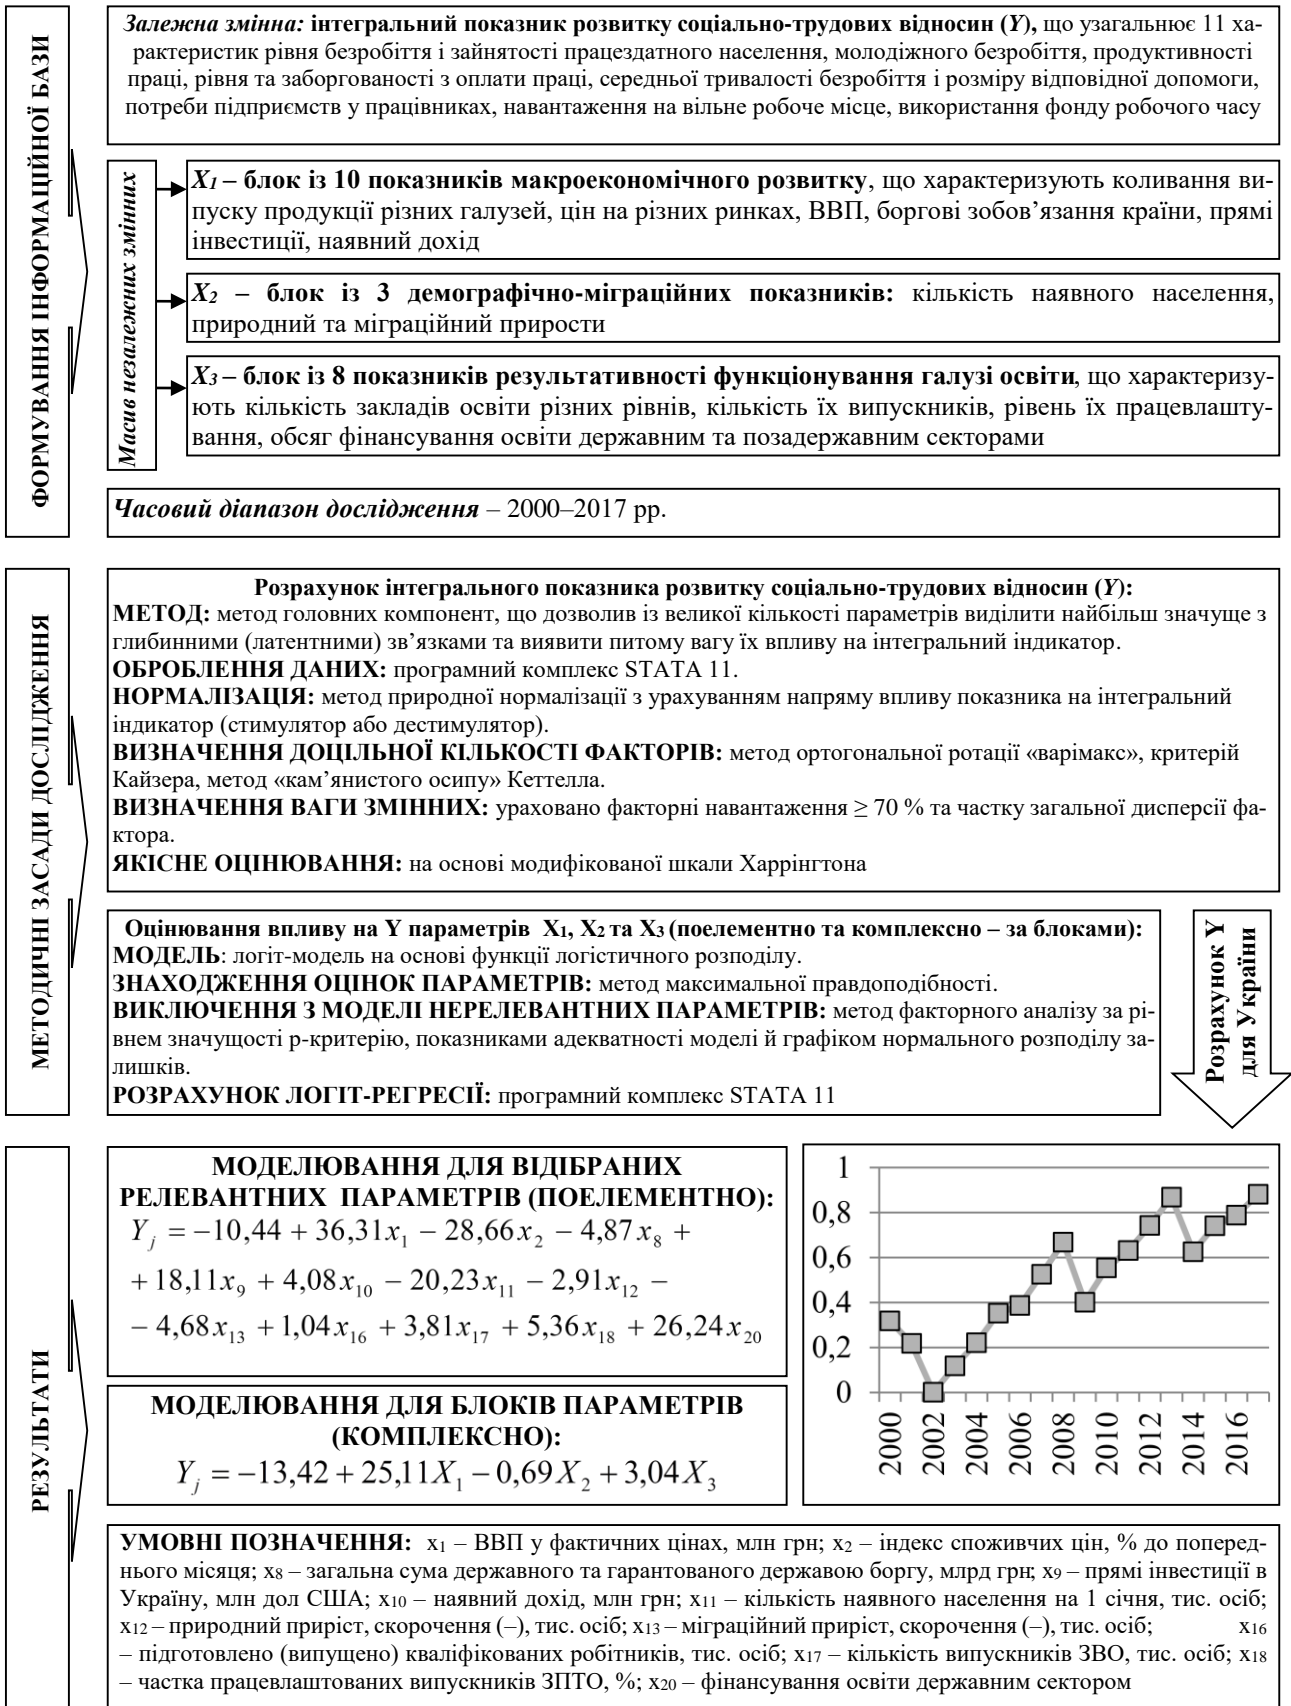 ФОРМУВАННЯ ІНФОРМАЦІЙНОЇ БАЗИ
Залежна змінна: інтегральний показник розвитку соціально-трудових відносин (Y), що узагальнює 11 ха-
рактеристик рівня безробіття і зайнятості працездатного населення, молодіжного безробіття, продуктивності
праці, рівня та заборгованості з оплати праці, середньої тривалості безробіття і розміру відповідної допомоги,
потреби підприємств у працівниках, навантаження на вільне робоче місце, використання фонду робочого часу
Масив незалежних змінних
X1 – блок із 10 показників макроекономічного розвитку, що характеризують коливання ви-
пуску продукції різних галузей, цін на різних ринках, ВВП, боргові зобов’язання країни, прямі
інвестиції, наявний дохід
X2 – блок із 3 демографічно-міграційних показників: кількість наявного населення,
природний та міграційний прирости
X3 – блок із 8 показників результативності функціонування галузі освіти, що характеризу-
ють кількість закладів освіти різних рівнів, кількість їх випускників, рівень їх працевлашту-
вання, обсяг фінансування освіти державним та позадержавним секторами
Часовий діапазон дослідження – 2000–2017 рр.
МЕТОДИЧНІ ЗАСАДИ ДОСЛІДЖЕННЯ
Розрахунок інтегрального показника розвитку соціально-трудових відносин (Y):
МЕТОД: метод головних компонент, що дозволив із великої кількості параметрів виділити найбільш значуще з
глибинними (латентними) зв’язками та виявити питому вагу їх впливу на інтегральний індикатор.
ОБРОБЛЕННЯ ДАНИХ: програмний комплекс STATA 11.
НОРМАЛІЗАЦІЯ: метод природної нормалізації з урахуванням напряму впливу показника на інтегральний
індикатор (стимулятор або дестимулятор).
ВИЗНАЧЕННЯ ДОЦІЛЬНОЇ КІЛЬКОСТІ ФАКТОРІВ: метод ортогональної ротації «варімакс», критерій
Кайзера, метод «кам’янистого осипу» Кеттелла.
ВИЗНАЧЕННЯ ВАГИ ЗМІННИХ: ураховано факторні навантаження ≥ 70 % та частку загальної дисперсії фа-
ктора.
ЯКІСНЕ ОЦІНЮВАННЯ: на основі модифікованої шкали Харрінгтона
Оцінювання впливу на Y параметрів X1, X2 та X3 (поелементно та комплексно – за блоками):
МОДЕЛЬ: логіт-модель на основі функції логістичного розподілу.
ЗНАХОДЖЕННЯ ОЦІНОК ПАРАМЕТРІВ: метод максимальної правдоподібності.
ВИКЛЮЧЕННЯ З МОДЕЛІ НЕРЕЛЕВАНТНИХ ПАРАМЕТРІВ: метод факторного аналізу за рі-
внем значущості р-критерію, показниками адекватності моделі й графіком нормального розподілу за-
лишків.
РОЗРАХУНОК ЛОГІТ-РЕГРЕСІЇ: програмний комплекс STATA 11
Розрахунок Y
для України
РЕЗУЛЬТАТИ
МОДЕЛЮВАННЯ ДЛЯ ВІДІБРАНИХ
РЕЛЕВАНТНИХ ПАРАМЕТРІВ (ПОЕЛЕМЕНТНО):
Yj = −10,44 + 36,31x1 − 28,66x2 − 4,87x8 +
+ 18,11x9 + 4,08x10 − 20,23x11 − 2,91x12 −
− 4,68x13 + 1,04x16 + 3,81x17 + 5,36x18 + 26,24x20
МОДЕЛЮВАННЯ ДЛЯ БЛОКІВ ПАРАМЕТРІВ
(КОМПЛЕКСНО):
Yj = −13,42 + 25,11X1 − 0,69X2 + 3,04X3
1
0,8
0,6
0,4
0,2
0
2000
2002
2004
2006
2008
2010
2012
2014
2016
УМОВНІ ПОЗНАЧЕННЯ: x1 – ВВП у фактичних цінах, млн грн; x2 – індекс споживчих цін, % до поперед-
нього місяця; x8 – загальна сума державного та гарантованого державою боргу, млрд грн; x9 – прямі інвестиції в
Україну, млн дол США; x10 – наявний дохід, млн грн; x11 – кількість наявного населення на 1 січня, тис. осіб;
x12 – природний приріст, скорочення (–), тис. осіб; x13 – міграційний приріст, скорочення (–), тис. осіб; x16
– підготовлено (випущено) кваліфікованих робітників, тис. осіб; x17 – кількість випускників ЗВО, тис. осіб; x18
– частка працевлаштованих випускників ЗПТО, %; x20 – фінансування освіти державним сектором